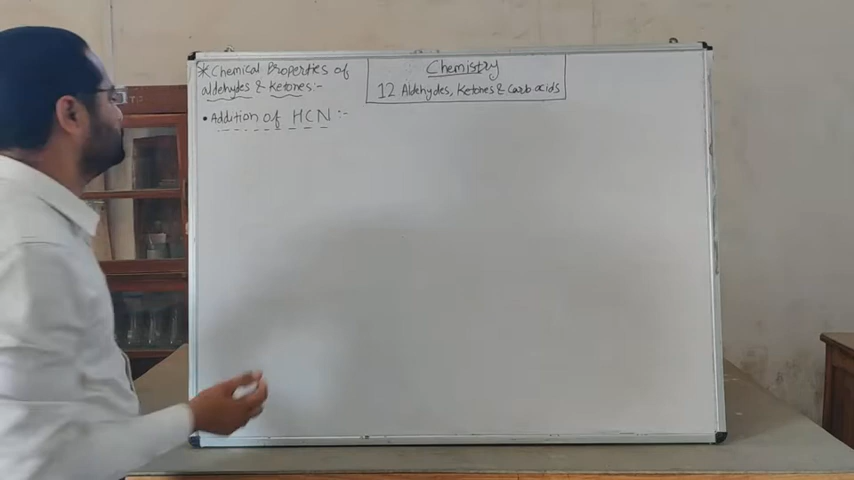 * Chemical Properties of
aldehydes & Ketones:-
• Addition of HCN :-
Chemistry
12 Aldehydes, Ketones & Carb acids